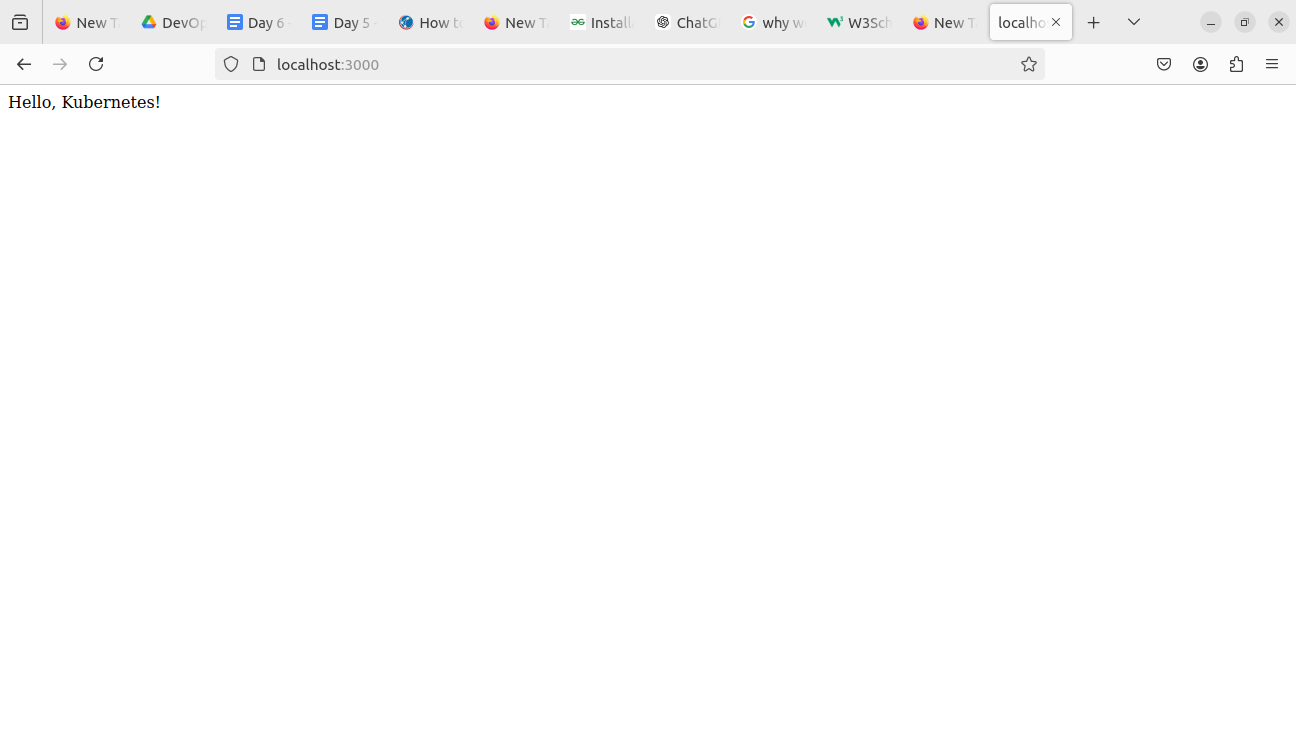 New T
DevOp
Day 6
Day 5
How to
New T
Install
ChatG
why w
W3Sch
New T
localho
localhost:3000
Hello, Kubernetes!